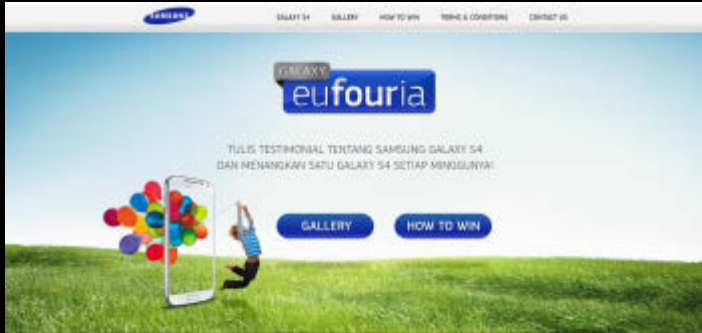 SAMSUNG
GALAXY S4 GALLERY HOW TO WIN TERMS & CONDITIONS CONTACT US
GALAXY
eufouria
TULIS TESTIMONIAL TENTANG SAMSUNG GALAXY S4
DAN MENANGKAN SATU GALAXY S4 SETIAP MINGGUNYA!
GALLERY HOW TO WIN